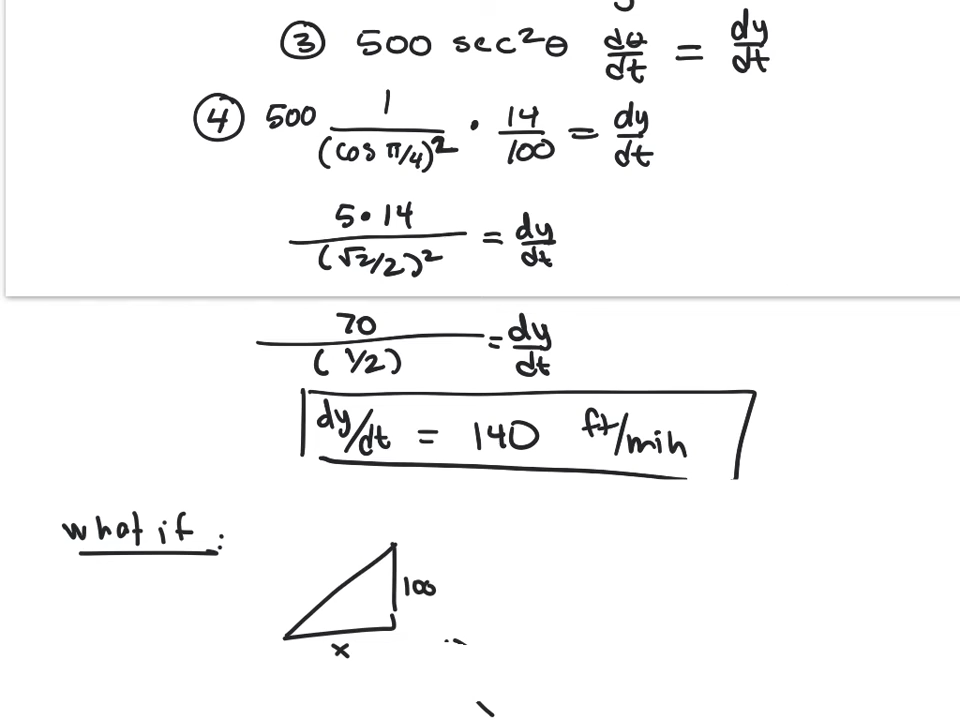 ③ 500 sec²θ dθ/dt = dy/dt
④ 500 1/(cos π/4)² · 14/100 = dy/dt
5·14/(√2/2)² = dy/dt
70/(1/2) = dy/dt
dy/dt = 140 ft/min
what if :
100
x